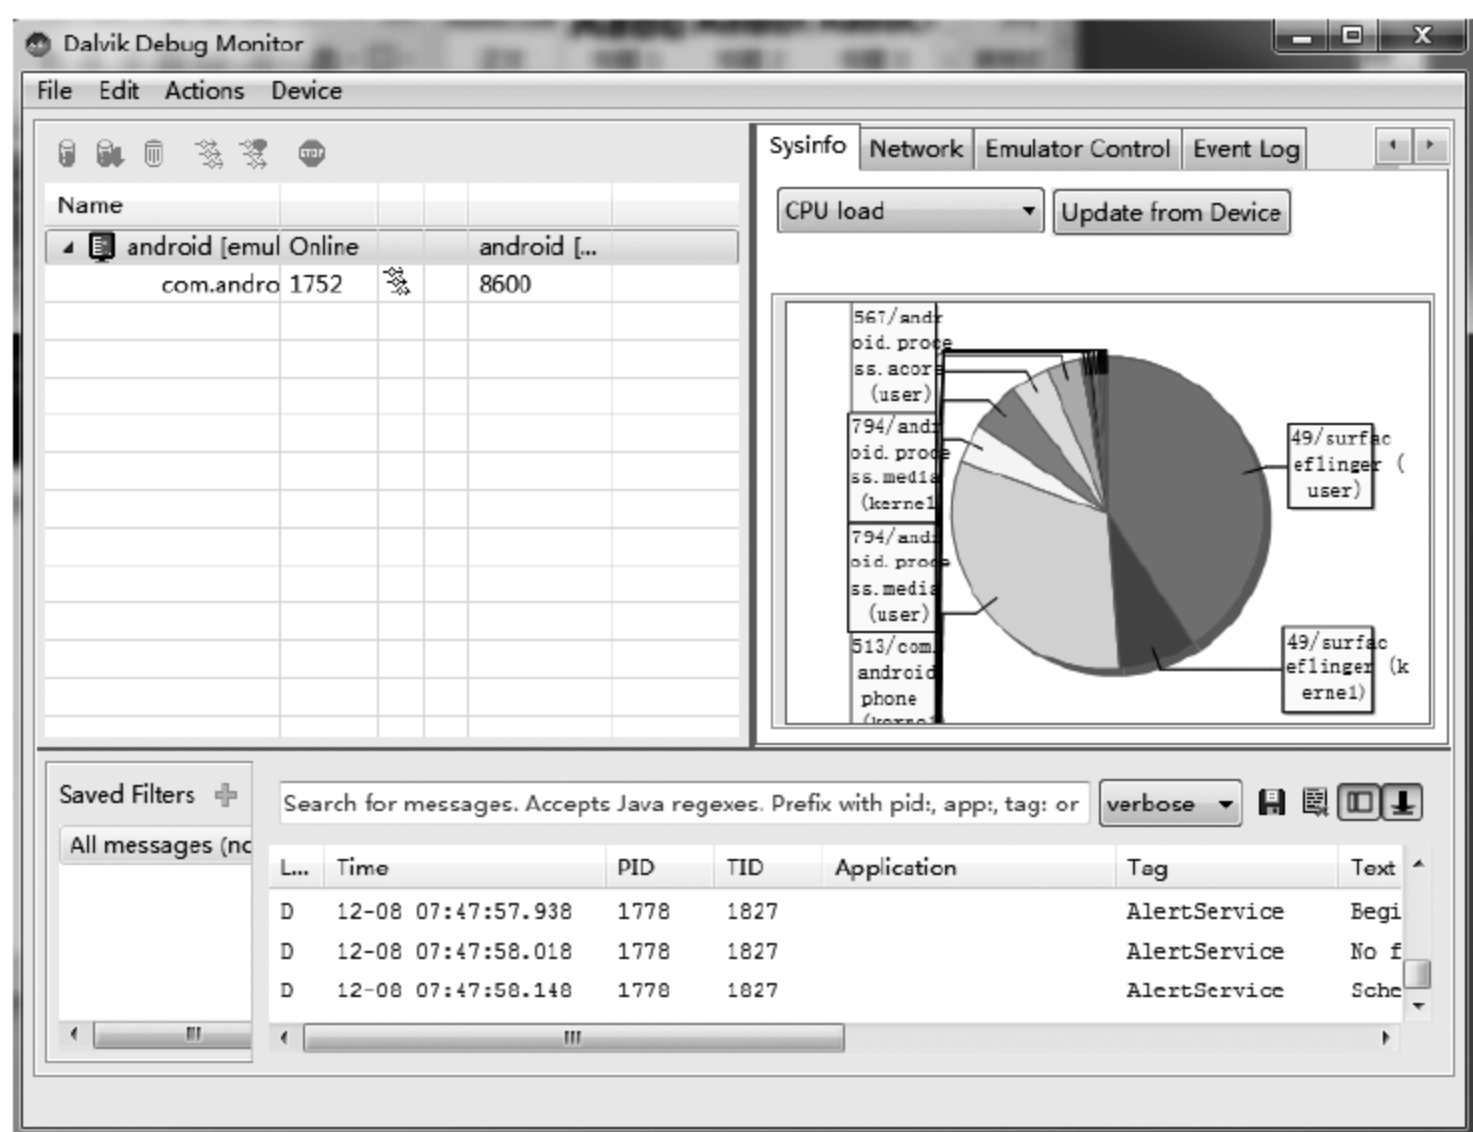 Dalvik Debug Monitor
File Edit Actions Device
Name
android [emul Online android [...
com.andro 1752 8600
Sysinfo Network Emulator Control Event Log
CPU load Update from Device
567/andr
oid.proce
ss.acor
(user)
794/andr
oid.proce
ss.media
(kernel
794/andr
oid.proce
ss.media
(user)
513/com.
android
phone
(kernel
49/surfac
eflinger (
user)
49/surfac
eflinger (k
ernel)
Saved Filters
All messages (no
Search for messages. Accepts Java regexes. Prefix with pid:, app:, tag: or verbose
L... Time PID TID Application Tag Text
D 12-08 07:47:57.938 1778 1827 AlertService Begi
D 12-08 07:47:58.018 1778 1827 AlertService No f
D 12-08 07:47:58.148 1778 1827 AlertService Sche